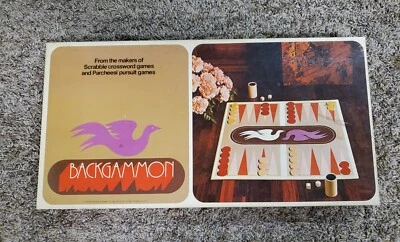 From the makers of
Scrabble crossword games
and Parcheesi pursuit games
BACKGAMMON